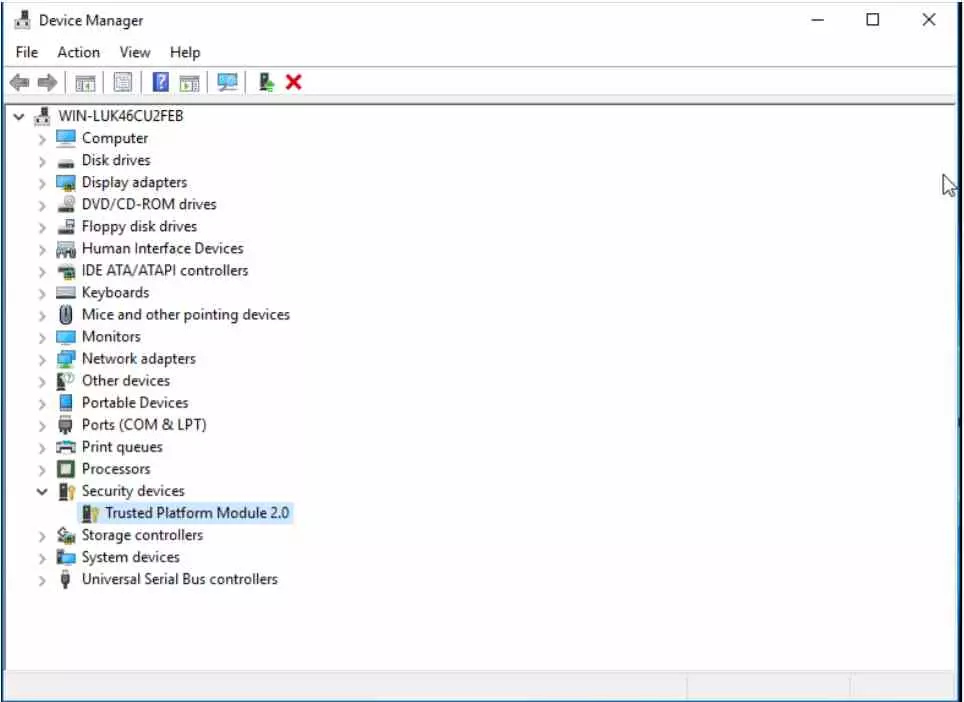 Device Manager
File Action View Help
WIN-LUK46CU2FEB
Computer
Disk drives
Display adapters
DVD/CD-ROM drives
Floppy disk drives
Human Interface Devices
IDE ATA/ATAPI controllers
Keyboards
Mice and other pointing devices
Monitors
Network adapters
Other devices
Portable Devices
Ports (COM & LPT)
Print queues
Processors
Security devices
Trusted Platform Module 2.0
Storage controllers
System devices
Universal Serial Bus controllers